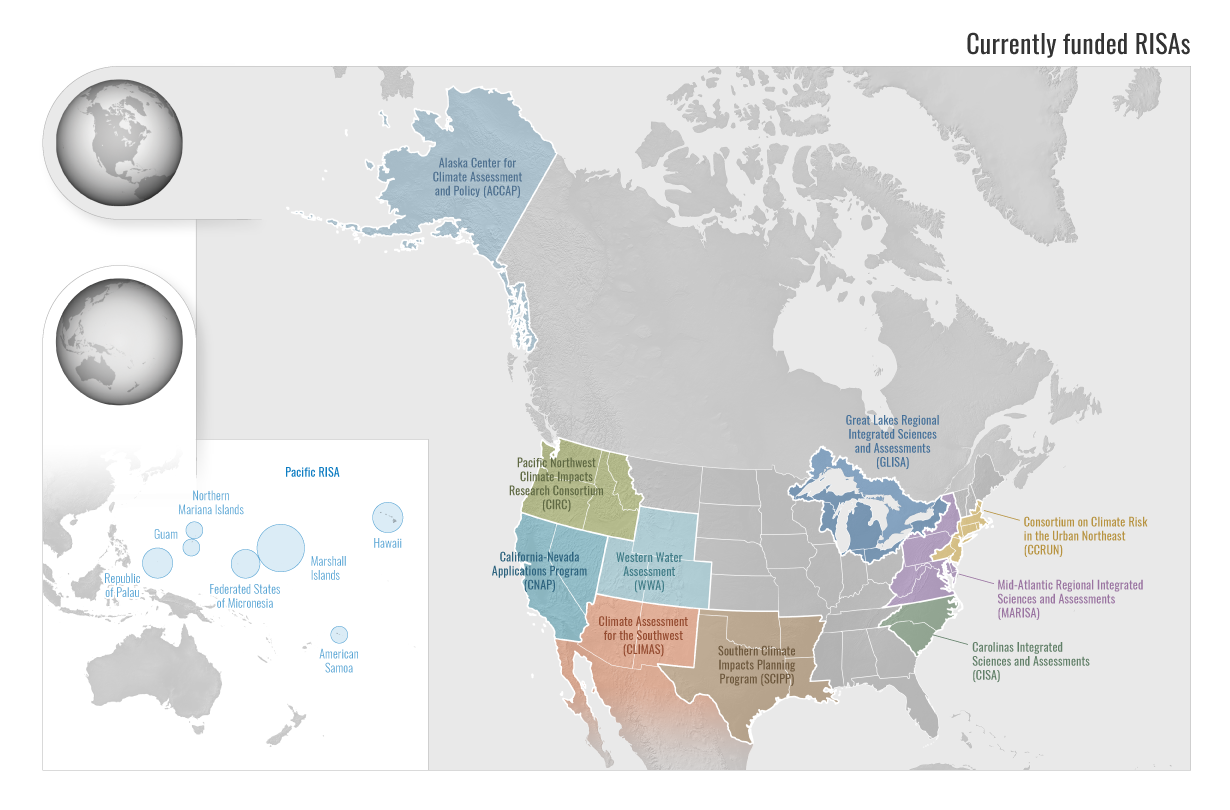 Currently funded RISAs
Alaska Center for
Climate Assessment
and Policy (ACCAP)
Great Lakes Regional
Integrated Sciences
and Assessments
(GLISA)
Pacific Northwest
Climate Impacts
Research Consortium
(CIRC)
Pacific RISA
Northern
Mariana Islands
Guam
Hawaii
Republic
of Palau
Federated States
of Micronesia
Marshall
Islands
American
Samoa
California-Nevada
Applications Program
(CNAP)
Western Water
Assessment
(WWA)
Consortium on Climate Risk
in the Urban Northeast
(CCRUN)
Mid-Atlantic Regional Integrated
Sciences and Assessments
(MARISA)
Climate Assessment
for the Southwest
(CLIMAS)
Southern Climate
Impacts Planning
Program (SCIPP)
Carolinas Integrated
Sciences and Assessments
(CISA)